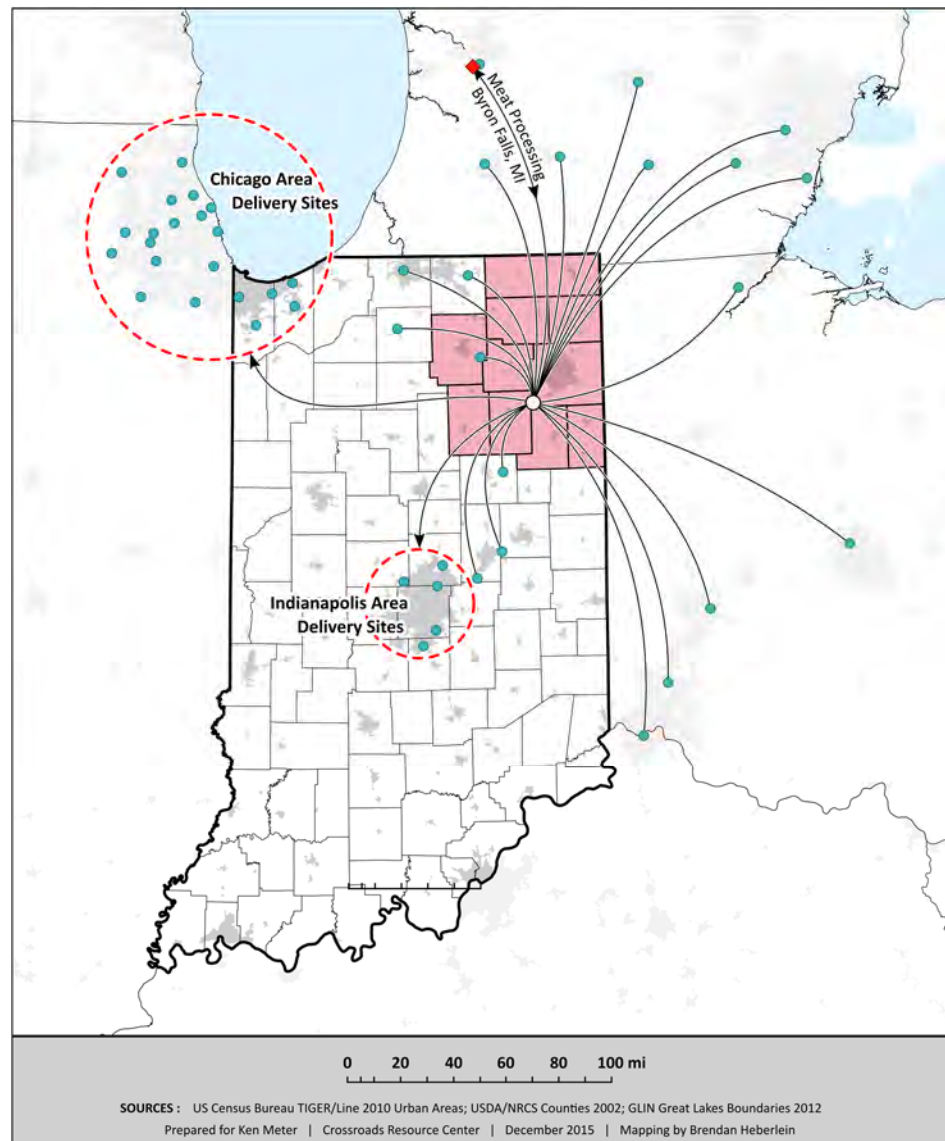 Meat Processing
Byron Falls, MI
Chicago Area
Delivery Sites
Indianapolis Area
Delivery Sites
0 20 40 60 80 100 mi
SOURCES : US Census Bureau TIGER/Line 2010 Urban Areas; USDA/NRCS Counties 2002; GLIN Great Lakes Boundaries 2012
Prepared for Ken Meter | Crossroads Resource Center | December 2015 | Mapping by Brendan Heberlein